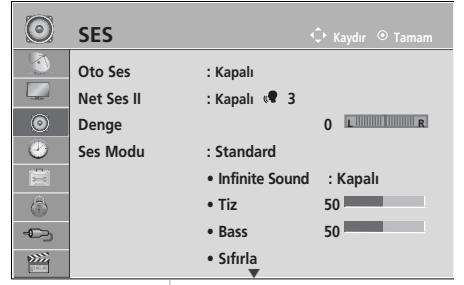 SES Kaydır Tamam
Oto Ses : Kapalı
Net Ses II : Kapalı 3
Denge 0 L R
Ses Modu : Standard
• Infinite Sound : Kapalı
• Tiz 50
• Bass 50
• Sıfırla